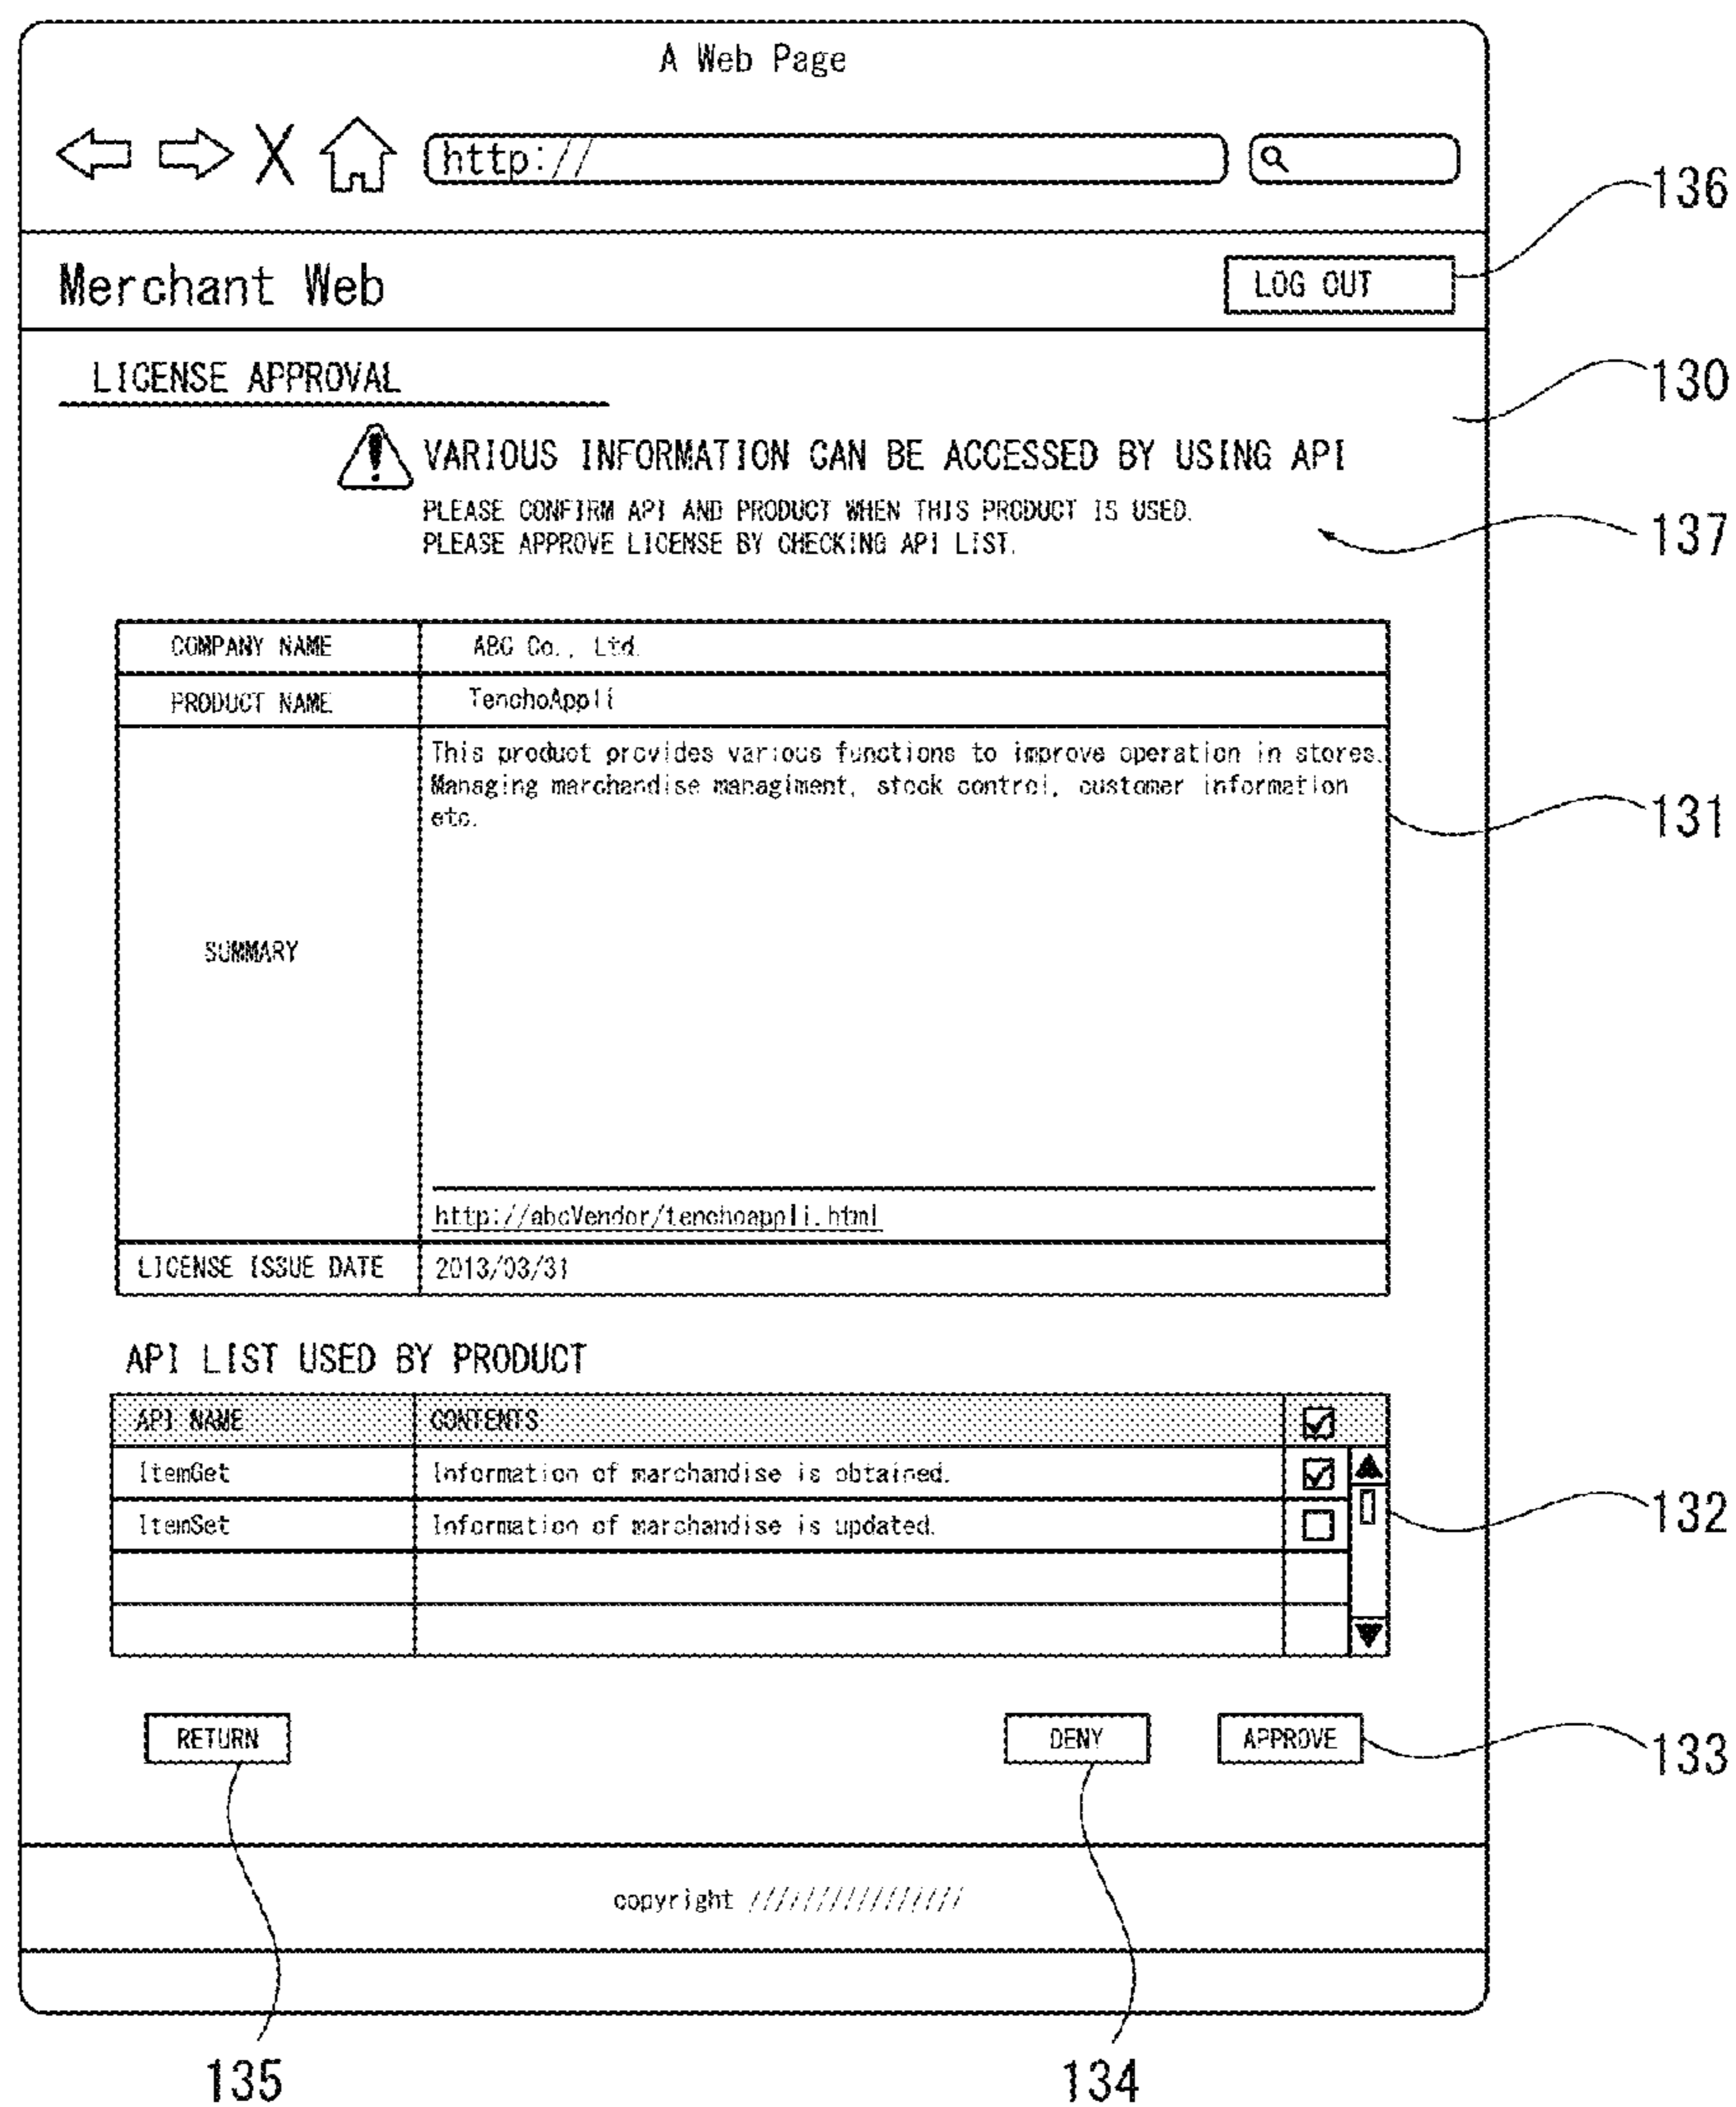 A Web Page
http://
Merchant Web
LOG OUT
136
LICENSE APPROVAL
130
VARIOUS INFORMATION CAN BE ACCESSED BY USING API
PLEASE CONFIRM API AND PRODUCT WHEN THIS PRODUCT IS USED.
PLEASE APPROVE LICENSE BY CHECKING API LIST.
137
COMPANY NAME ABC Co., Ltd.
PRODUCT NAME TenchoAppli
This product provides various functions to improve operation in stores.
Managing marchandise managiment, stock control, customer information
etc.
131
SUMMARY
http://abcVendor/tenchoappli.html
LICENSE ISSUE DATE 2013/03/31
API LIST USED BY PRODUCT
API NAME CONTENTS
ItemGet Information of marchandise is obtained.
ItemSet Information of marchandise is updated.
132
RETURN DENY APPROVE
133
copyright ////////////////
135 134